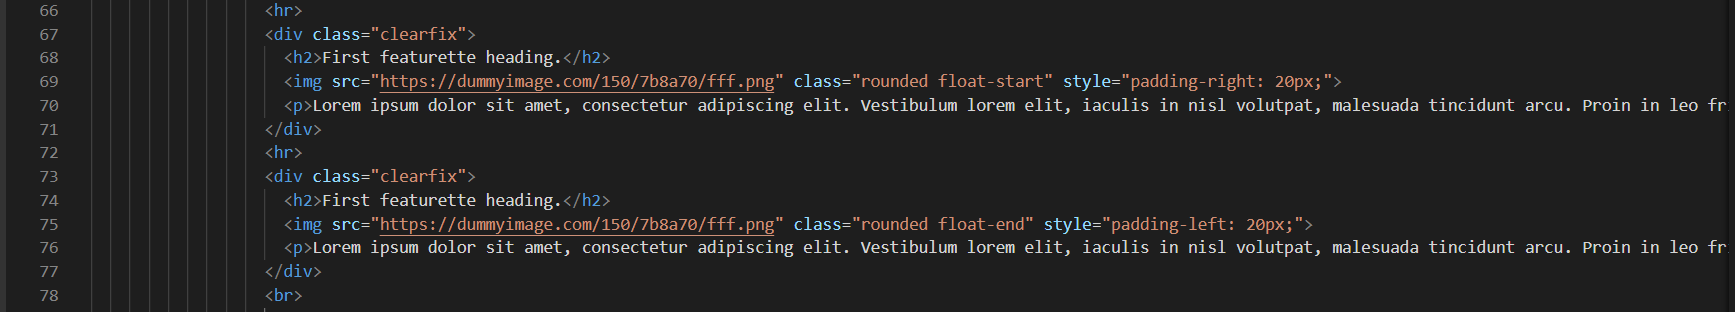 66 <hr>
67 <div class="clearfix">
68 <h2>First featurette heading.</h2>
69 <img src="https://dummyimage.com/150/7b8a70/fff.png" class="rounded float-start" style="padding-right: 20px;">
70 <p>Lorem ipsum dolor sit amet, consectetur adipiscing elit. Vestibulum lorem elit, iaculis in nisl volutpat, malesuada tincidunt arcu. Proin in leo fr
71 </div>
72 <hr>
73 <div class="clearfix">
74 <h2>First featurette heading.</h2>
75 <img src="https://dummyimage.com/150/7b8a70/fff.png" class="rounded float-end" style="padding-left: 20px;">
76 <p>Lorem ipsum dolor sit amet, consectetur adipiscing elit. Vestibulum lorem elit, iaculis in nisl volutpat, malesuada tincidunt arcu. Proin in leo fr
77 </div>
78 <br>